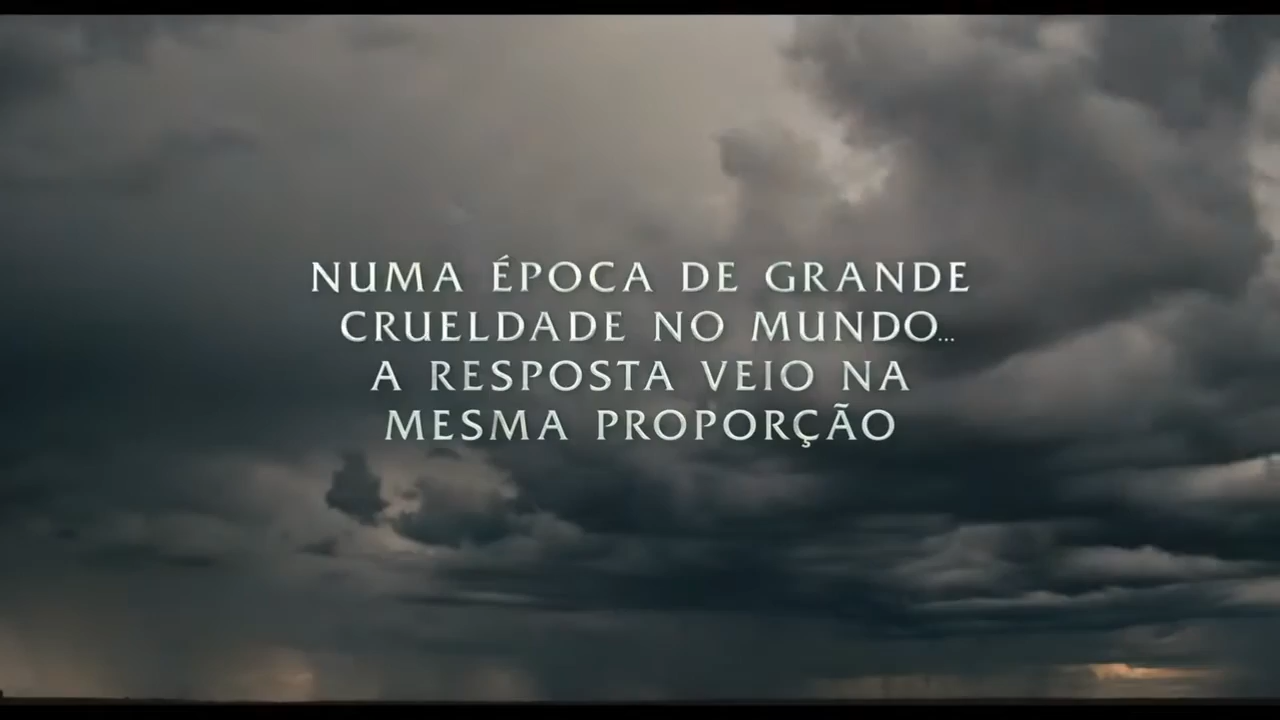 NUMA ÉPOCA DE GRANDE
CRUELDADE NO MUNDO...
A RESPOSTA VEIO NA
MESMA PROPORÇÃO